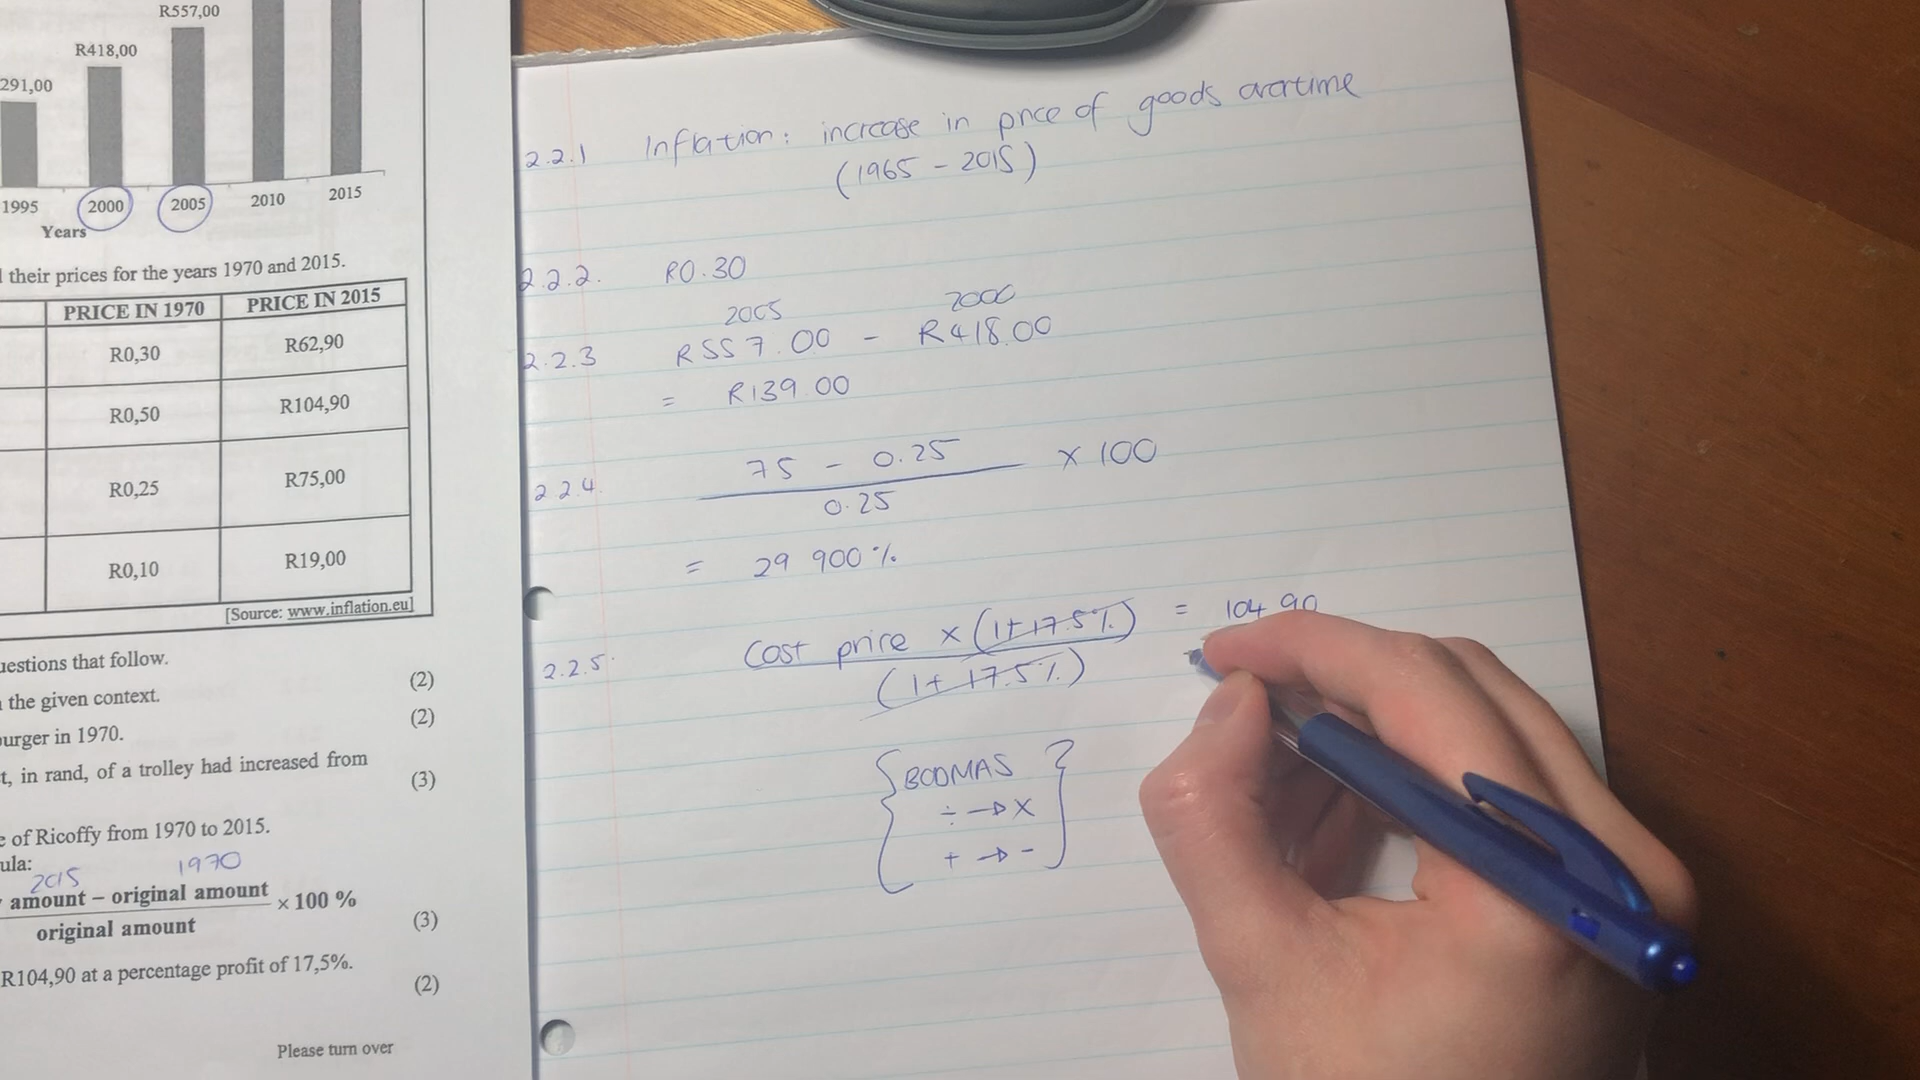 R557,00
R418,00
291,00
1995 2000 2005 2010 2015
Years
their prices for the years 1970 and 2015.
PRICE IN 1970 PRICE IN 2015
R0,30 R62,90
R0,50 R104,90
R0,25 R75,00
R0,10 R19,00
[Source: www.inflation.eu]
questions that follow.
(2)
the given context.
(2)
burger in 1970.
t, in rand, of a trolley had increased from
(3)
e of Ricoffy from 1970 to 2015.
ula:
2015 1970
amount – original amount
× 100 %
original amount
(3)
R104,90 at a percentage profit of 17,5%.
(2)
Please turn over
2.2.1 Inflation: increase in price of goods overtime
(1965 - 2015)
2.2.2. R0.30
2005 2000
2.2.3 R557.00 - R418.00
= R139.00
2.2.4. 75 - 0.25 × 100
0.25
= 29 900%
2.2.5. Cost price × (1+17.5%) = 104.90
(1+17.5%)
{BODMAS}
÷ → ×
+ → -